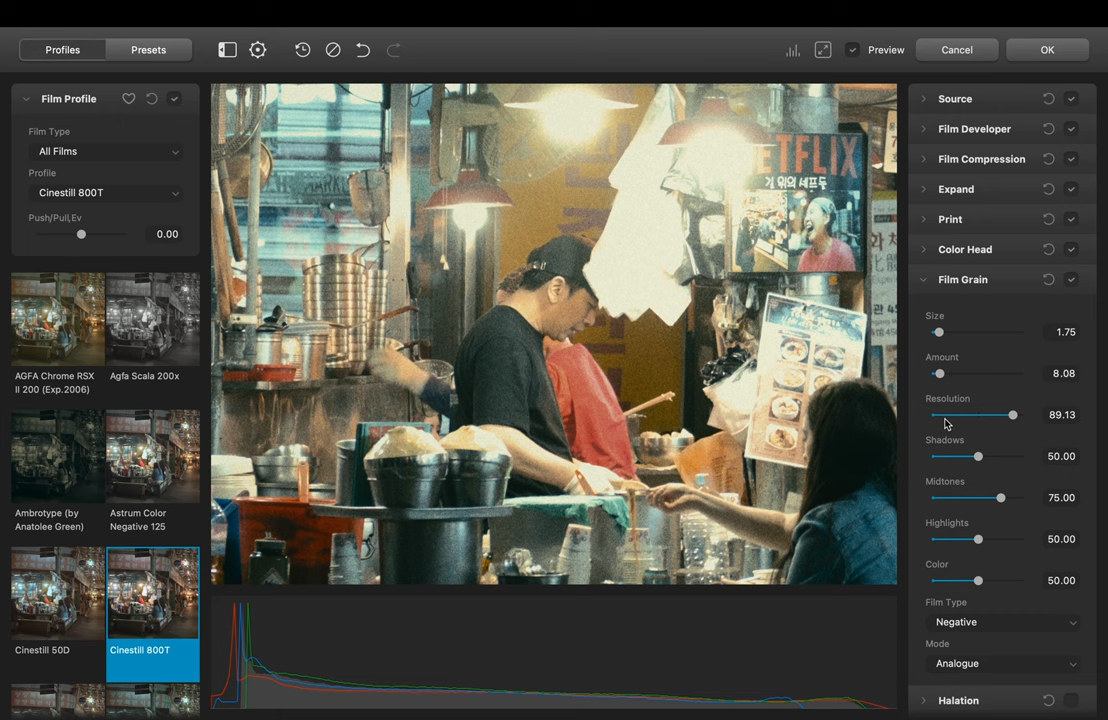 Profiles
Presets
Preview
Cancel
OK
Film Profile
Film Type
All Films
Profile
Cinestill 800T
Push/Pull,Ev
0.00
AGFA Chrome RSX
II 200 (Exp.2006)
Agfa Scala 200x
Ambrotype (by
Anatolee Green)
Astrum Color
Negative 125
Cinestill 50D
Cinestill 800T
ETFLIX
Source
Film Developer
Film Compression
Expand
Print
Color Head
Film Grain
Size
1.75
Amount
8.08
Resolution
89.13
Shadows
50.00
Midtones
75.00
Highlights
50.00
Color
50.00
Film Type
Negative
Mode
Analogue
Halation